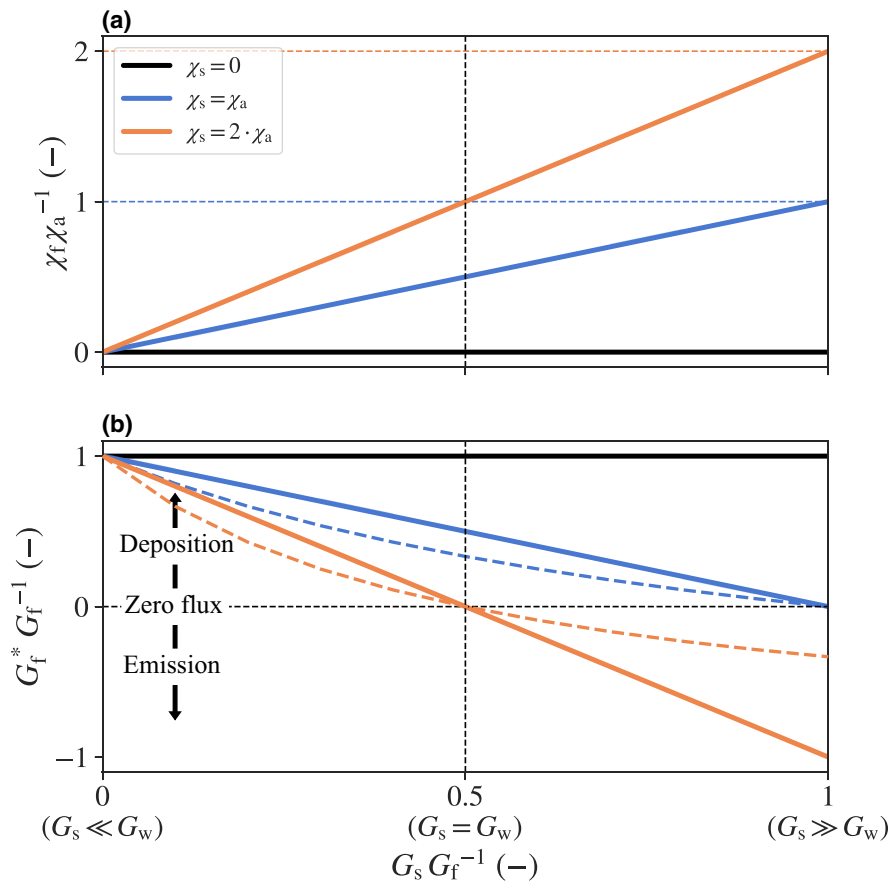 (a)
2
1
0
χf χa⁻¹ (−)
χs = 0
χs = χa
χs = 2 · χa
(b)
1
0
−1
Gf* Gf⁻¹ (−)
Deposition
Zero flux
Emission
0 0.5 1
(Gs ≪ Gw) (Gs = Gw) (Gs ≫ Gw)
Gs Gf⁻¹ (−)